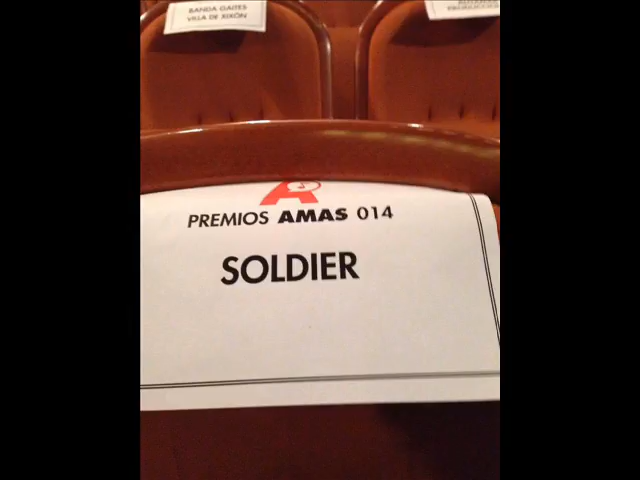 BANDA GAITES
VILLA DE XIXÓN
PREMIOS AMAS 014
SOLDIER